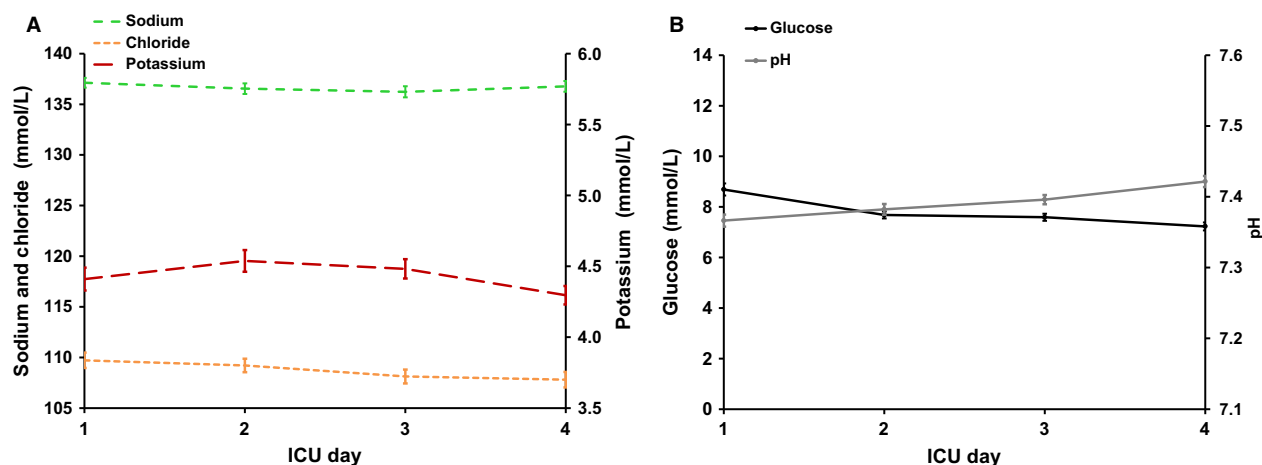 A
Sodium
Chloride
Potassium
Sodium and chloride (mmol/L)
140
135
130
125
120
115
110
105
6.0
5.5
5.0
4.5
4.0
3.5
Potassium (mmol/L)
1 2 3 4
ICU day
B
Glucose
pH
Glucose (mmol/L)
14
12
10
8
6
4
2
0
7.6
7.5
7.4
7.3
7.2
7.1
pH
1 2 3 4
ICU day